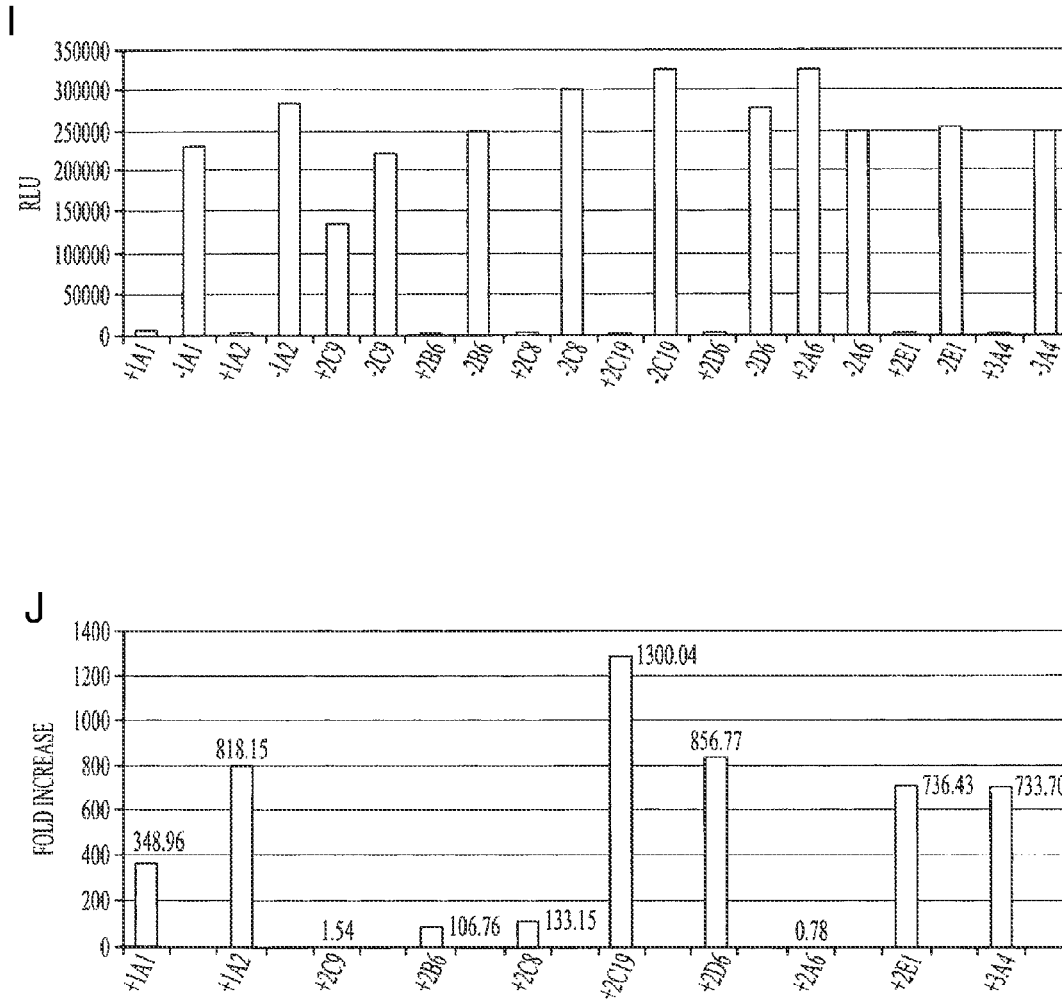 I
350000
300000
250000
200000
150000
100000
50000
0
RLU
+1A1
-1A1
+1A2
-1A2
+2C9
-2C9
+2B6
-2B6
+2C8
-2C8
+2C19
-2C19
+2D6
-2D6
+2A6
-2A6
+2E1
-2E1
+3A4
-3A4
J
1400
1200
1000
800
600
400
200
0
FOLD INCREASE
348.96
818.15
1.54
106.76
133.15
1300.04
856.77
0.78
736.43
733.70
+1A1
+1A2
+2C9
+2B6
+2C8
+2C19
+2D6
+2A6
+2E1
+3A4